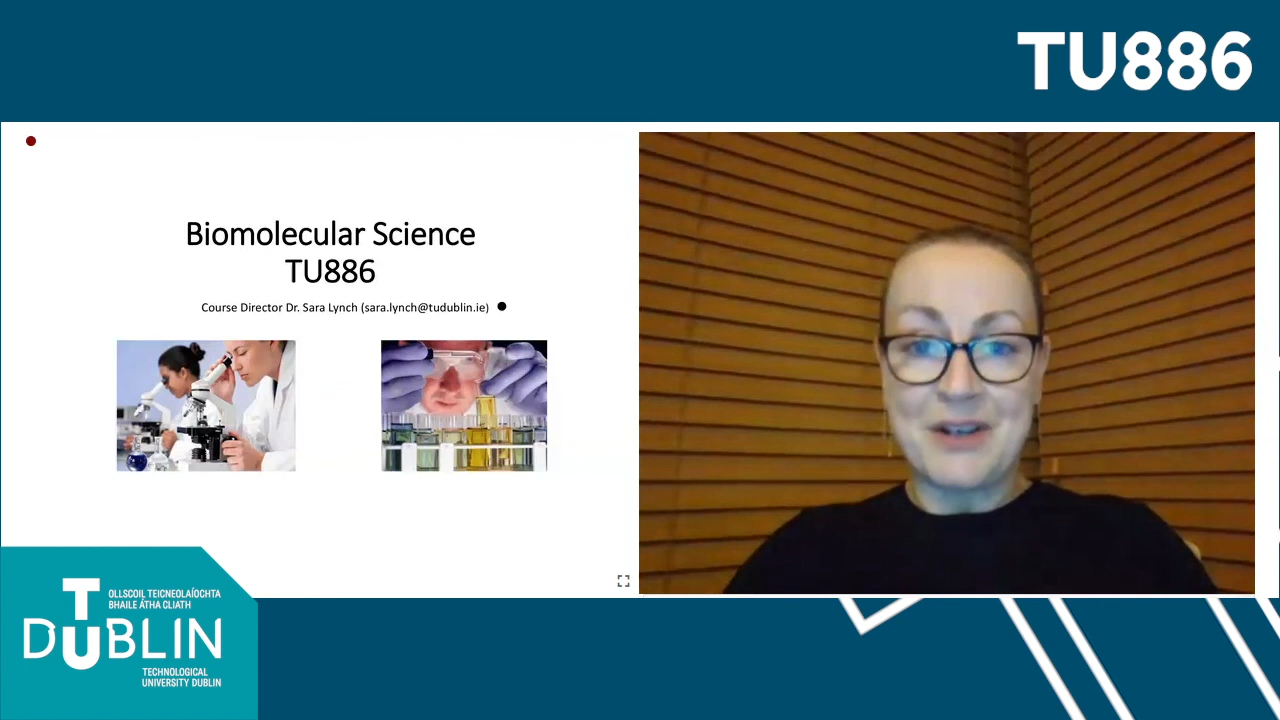 TU886
Biomolecular Science
TU886
Course Director Dr. Sara Lynch (sara.lynch@tudublin.ie)
OLLSCOIL TEICNEOLAÍOCHTA
BHAILE ÁTHA CLIATH
TU DUBLIN
TECHNOLOGICAL
UNIVERSITY DUBLIN